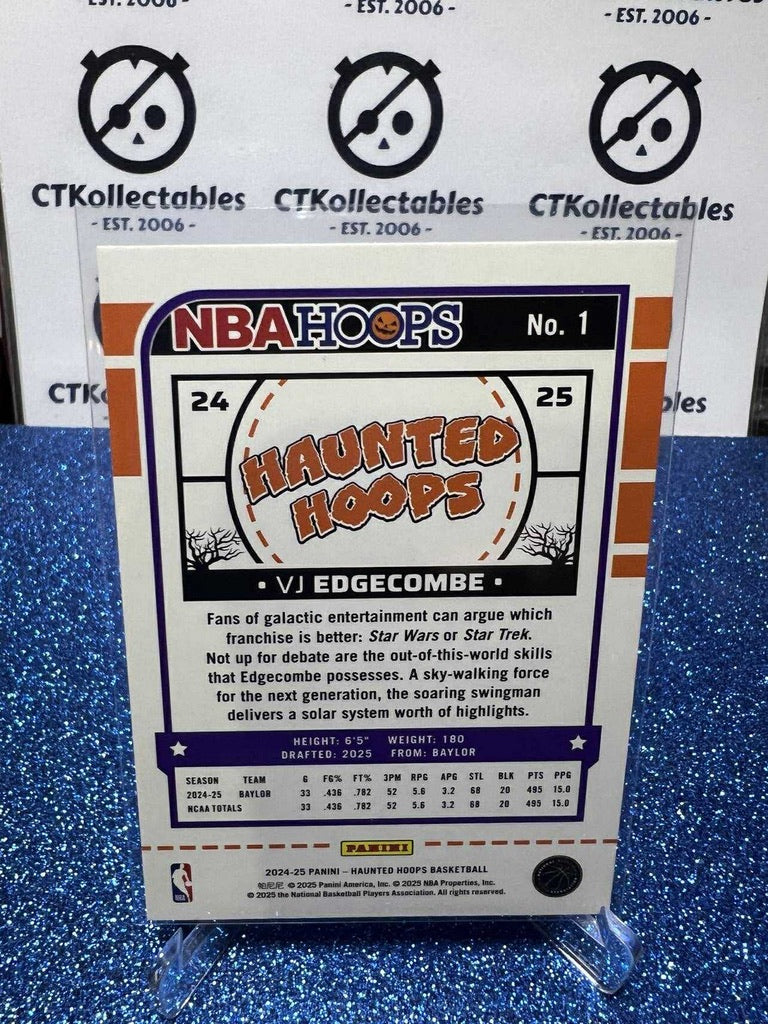 - EST. 2006 -
- EST. 2006 -
- EST. 2006 -
CTKollectables
- EST. 2006 -
CTKollectables
- EST. 2006 -
CTKollectables
- EST. 2006 -
NBA HOOPS
No. 1
24
25
HAUNTED
HOOPS
• VJ EDGECOMBE •
Fans of galactic entertainment can argue which
franchise is better: Star Wars or Star Trek.
Not up for debate are the out-of-this-world skills
that Edgecombe possesses. A sky-walking force
for the next generation, the soaring swingman
delivers a solar system worth of highlights.
HEIGHT: 6'5" WEIGHT: 180
DRAFTED: 2025 FROM: BAYLOR
SEASON TEAM G FG% FT% 3PM RPG APG STL BLK PTS PPG
2024-25 BAYLOR 33 .436 .782 52 5.6 3.2 68 20 495 15.0
NCAA TOTALS 33 .436 .782 52 5.6 3.2 68 20 495 15.0
PANINI
2024-25 PANINI – HAUNTED HOOPS BASKETBALL
帕尼尼 © 2025 Panini America, Inc. © 2025 NBA Properties, Inc.
© 2025 the National Basketball Players Association. All rights reserved.
NBA